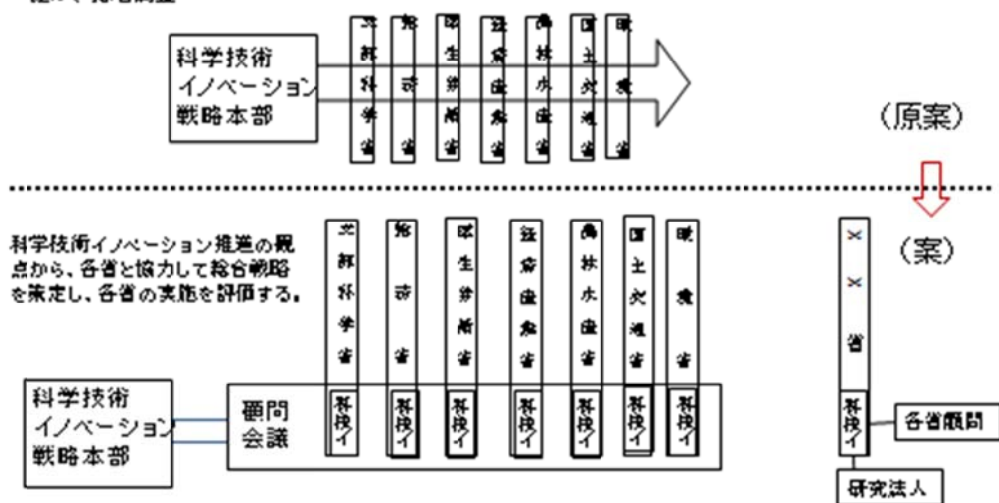 科学技術
イノベーション
戦略本部
文部科学省
総務省
厚生労働省
経済産業省
農林水産省
国土交通省
環境省
(原案)
科学技術イノベーション推進の観
点から、各省と協力して総合戦略
を策定し、各省の実施を評価する。
文部科学省
総務省
厚生労働省
経済産業省
農林水産省
国土交通省
環境省
××省
(案)
科学技術
イノベーション
戦略本部
顧問
会議
科技イ
科技イ
科技イ
科技イ
科技イ
科技イ
科技イ
科技イ
各省顧問
研究法人